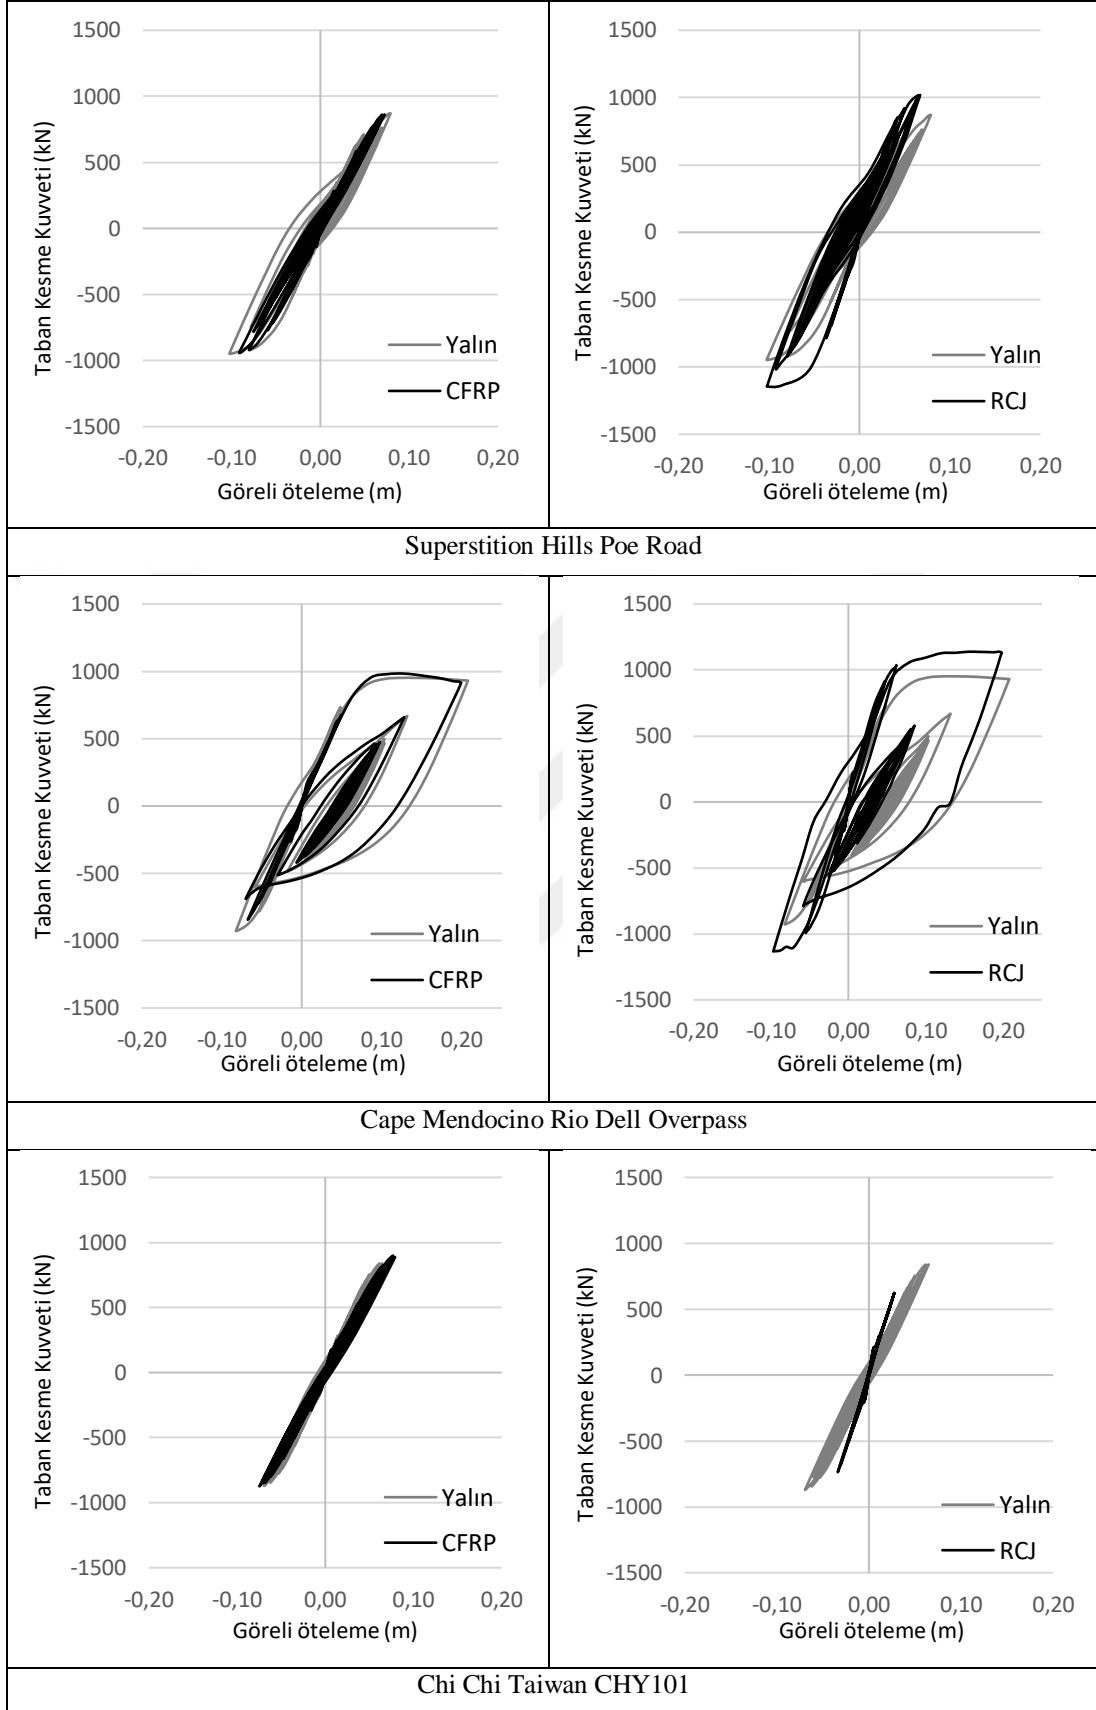 1500
1000
500
0
-500
-1000
-1500
-0,20 -0,10 0,00 0,10 0,20
Taban Kesme Kuvveti (kN)
Göreli öteleme (m)
Yalın
CFRP
1500
1000
500
0
-500
-1000
-1500
-0,20 -0,10 0,00 0,10 0,20
Taban Kesme Kuvveti (kN)
Göreli öteleme (m)
Yalın
RCJ
Superstition Hills Poe Road
1500
1000
500
0
-500
-1000
-1500
-0,20 -0,10 0,00 0,10 0,20
Taban Kesme Kuvveti (kN)
Göreli öteleme (m)
Yalın
CFRP
1500
1000
500
0
-500
-1000
-1500
-0,20 -0,10 0,00 0,10 0,20
Taban Kesme Kuvveti (kN)
Göreli öteleme (m)
Yalın
RCJ
Cape Mendocino Rio Dell Overpass
1500
1000
500
0
-500
-1000
-1500
-0,20 -0,10 0,00 0,10 0,20
Taban Kesme Kuvveti (kN)
Göreli öteleme (m)
Yalın
CFRP
1500
1000
500
0
-500
-1000
-1500
-0,20 -0,10 0,00 0,10 0,20
Taban Kesme Kuvveti (kN)
Göreli öteleme (m)
Yalın
RCJ
Chi Chi Taiwan CHY101